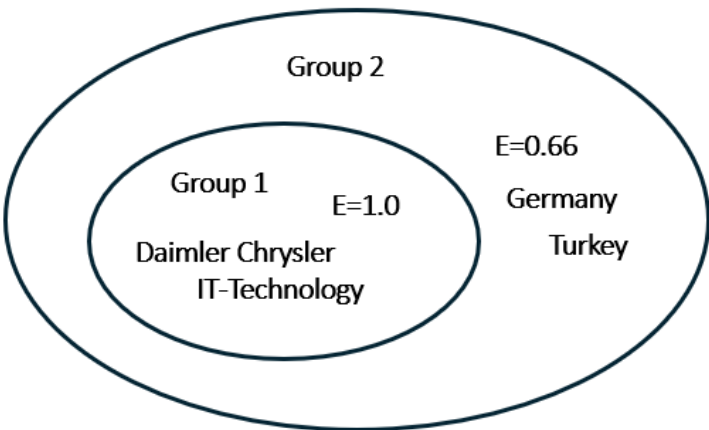 Group 2
E=0.66
Group 1
E=1.0
Germany
Daimler Chrysler
Turkey
IT-Technology